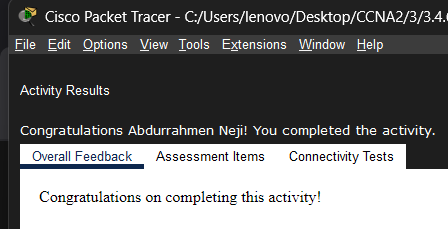 Cisco Packet Tracer - C:/Users/lenovo/Desktop/CCNA2/3/3.4.
File Edit Options View Tools Extensions Window Help
Activity Results
Congratulations Abdurrahmen Neji! You completed the activity.
Overall Feedback Assessment Items Connectivity Tests
Congratulations on completing this activity!